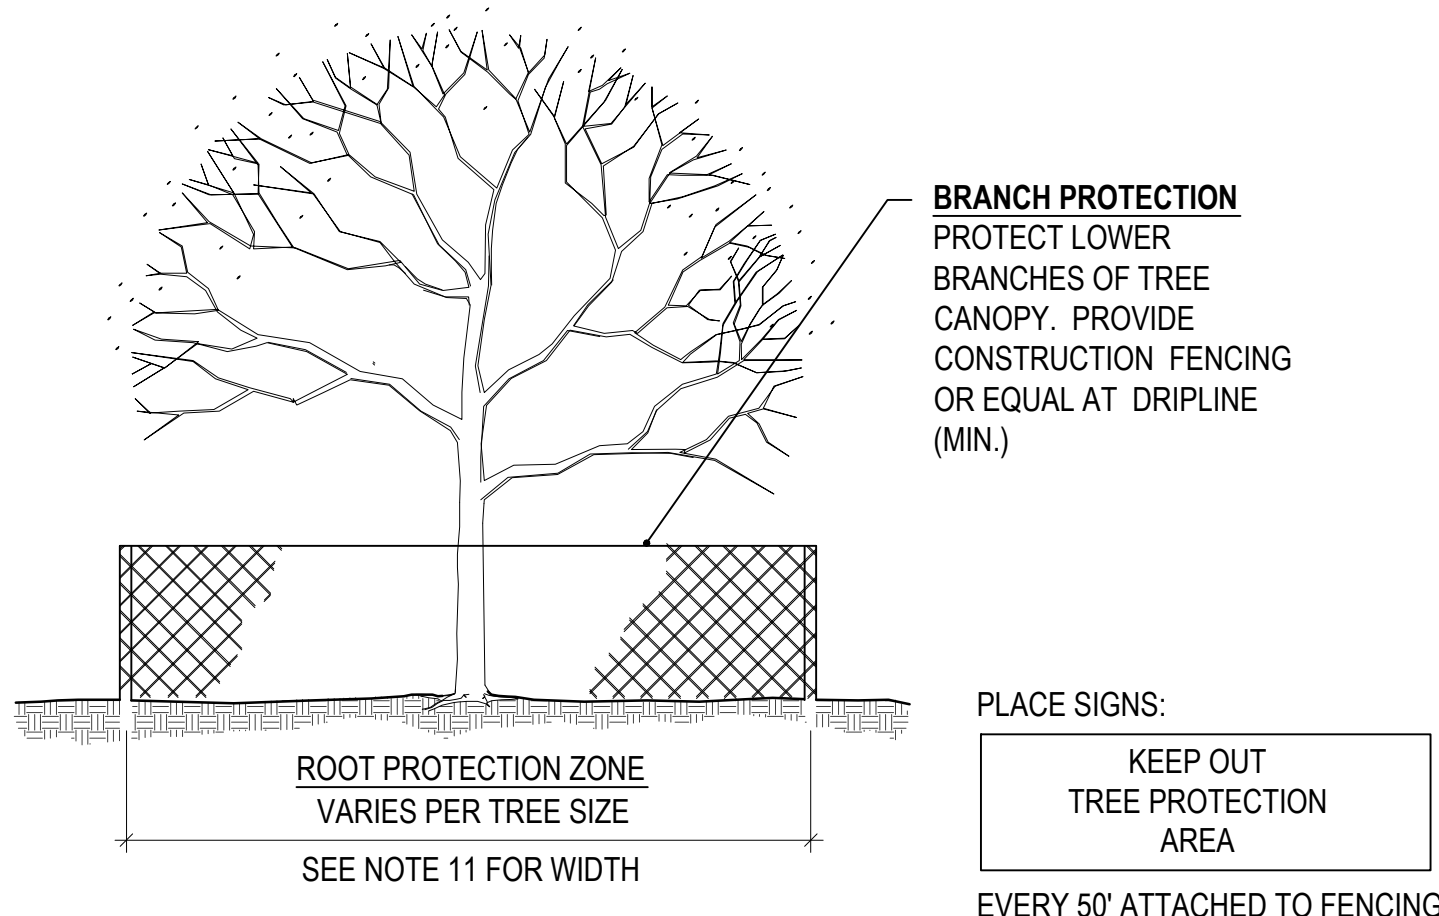 BRANCH PROTECTION
PROTECT LOWER
BRANCHES OF TREE
CANOPY. PROVIDE
CONSTRUCTION FENCING
OR EQUAL AT DRIPLINE
(MIN.)
PLACE SIGNS:
KEEP OUT
TREE PROTECTION
AREA
EVERY 50' ATTACHED TO FENCING
ROOT PROTECTION ZONE
VARIES PER TREE SIZE
SEE NOTE 11 FOR WIDTH